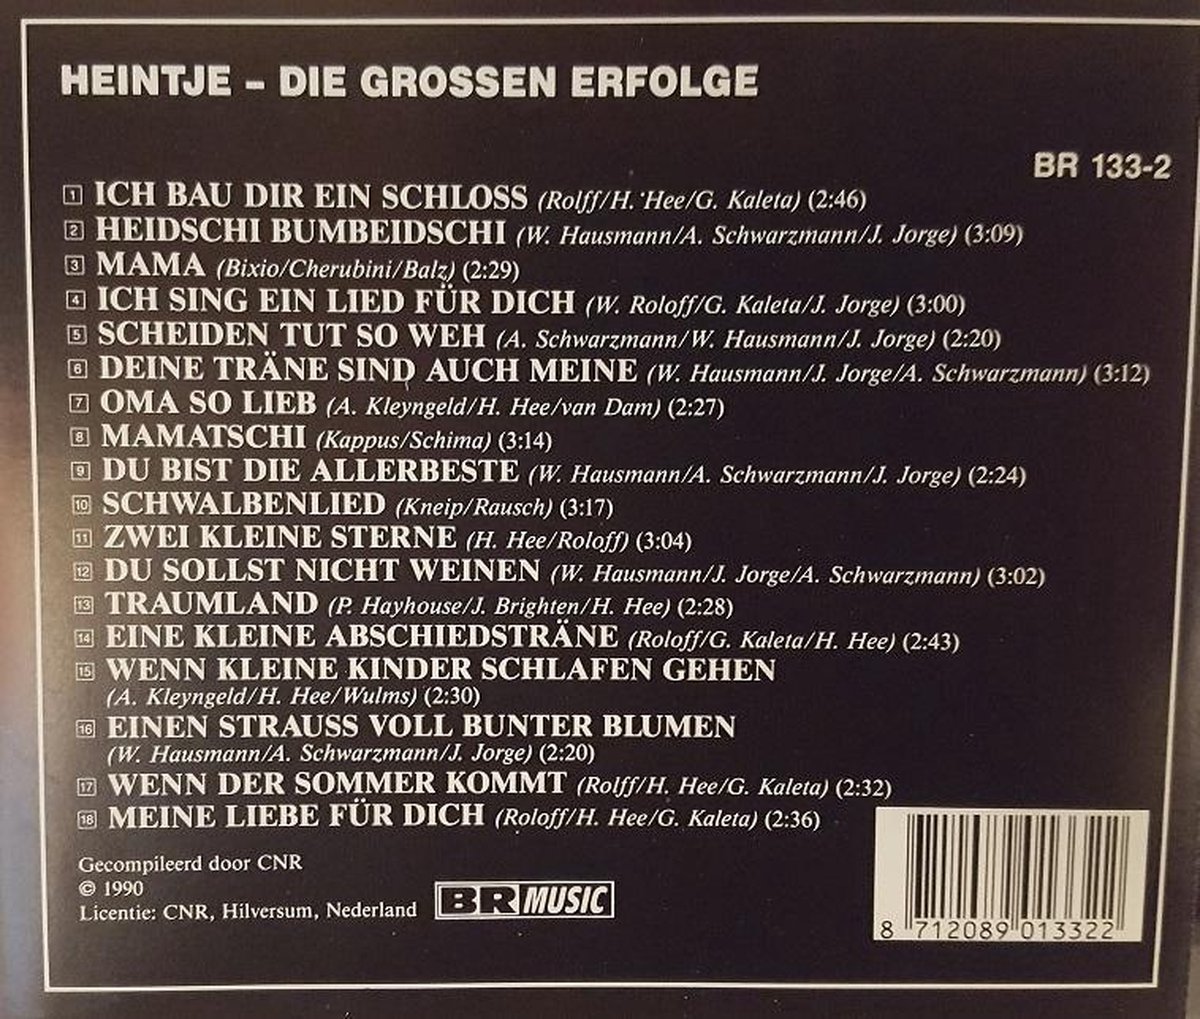 HEINTJE – DIE GROSSEN ERFOLGE
BR 133-2
1 ICH BAU DIR EIN SCHLOSS (Rolff/H. Hee/G. Kaleta) (2:46)
2 HEIDSCHI BUMBEIDSCHI (W. Hausmann/A. Schwarzmann/J. Jorge) (3:09)
3 MAMA (Bixio/Cherubini/Balz) (2:29)
4 ICH SING EIN LIED FÜR DICH (W. Roloff/G. Kaleta/J. Jorge) (3:00)
5 SCHEIDEN TUT SO WEH (A. Schwarzmann/W. Hausmann/J. Jorge) (2:20)
6 DEINE TRÄNE SIND AUCH MEINE (W. Hausmann/J. Jorge/A. Schwarzmann) (3:12)
7 OMA SO LIEB (A. Kleyngeld/H. Hee/van Dam) (2:27)
8 MAMATSCHI (Kappus/Schima) (3:14)
9 DU BIST DIE ALLERBESTE (W. Hausmann/A. Schwarzmann/J. Jorge) (2:24)
10 SCHWALBENLIED (Kneip/Rausch) (3:17)
11 ZWEI KLEINE STERNE (H. Hee/Roloff) (3:04)
12 DU SOLLST NICHT WEINEN (W. Hausmann/J. Jorge/A. Schwarzmann) (3:02)
13 TRAUMLAND (P. Hayhouse/J. Brighten/H. Hee) (2:28)
14 EINE KLEINE ABSCHIEDSTRÄNE (Roloff/G. Kaleta/H. Hee) (2:43)
15 WENN KLEINE KINDER SCHLAFEN GEHEN
(A. Kleyngeld/H. Hee/Wulms) (2:30)
16 EINEN STRAUSS VOLL BUNTER BLUMEN
(W. Hausmann/A. Schwarzmann/J. Jorge) (2:20)
17 WENN DER SOMMER KOMMT (Rolff/H. Hee/G. Kaleta) (2:32)
18 MEINE LIEBE FÜR DICH (Roloff/H. Hee/G. Kaleta) (2:36)
Gecompileerd door CNR
© 1990
Licentie: CNR, Hilversum, Nederland
BR MUSIC
8 712089 013322